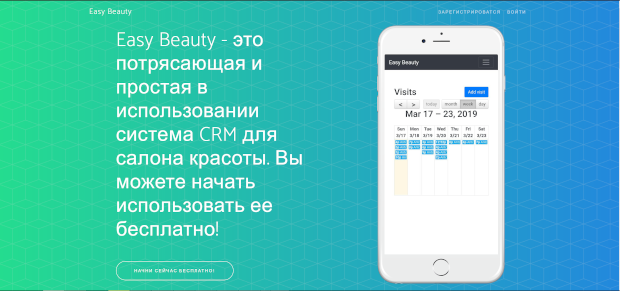 Easy Beauty
ЗАРЕГИСТРИРОВАТСЯ ВОЙТИ
Easy Beauty - это
потрясающая и
простая в
использовании
система CRM для
салона красоты. Вы
можете начать
использовать ее
бесплатно!
НАЧНИ СЕЙЧАС БЕСПЛАТНО!
Easy Beauty
Visits
Add visit
< > today month week day
Mar 17 – 23, 2019
Sun Mon Tue Wed Thu Fri Sat
3/17 3/18 3/19 3/20 3/21 3/22 3/23